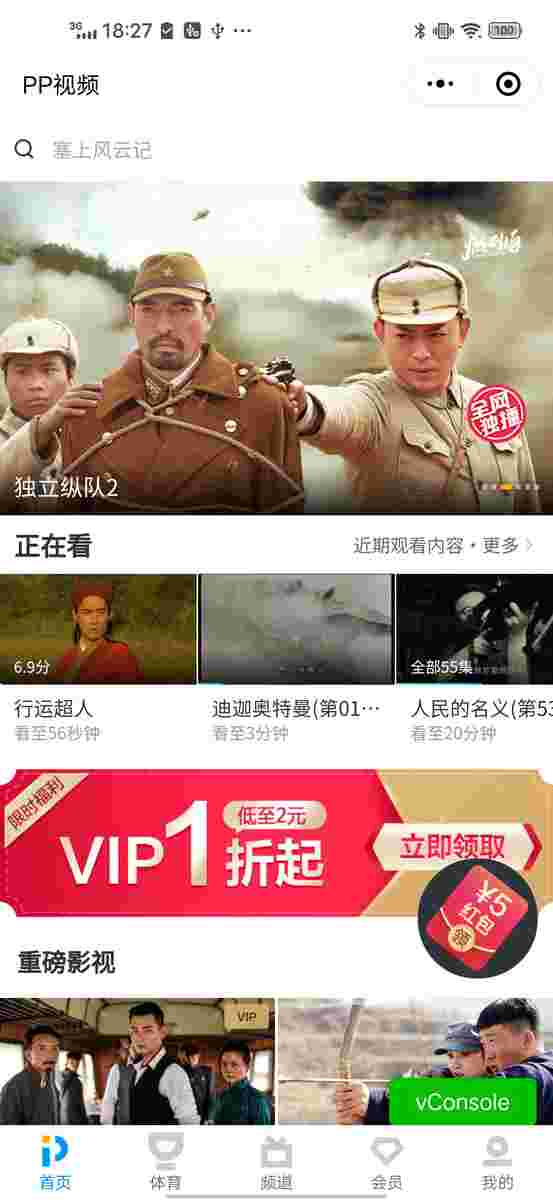 3G
18:27
100
PP视频
塞上风云记
全网
独播
独立纵队2
正在看
近期观看内容·更多
6.9分
全部55集
行运超人
迪迦奥特曼(第01…
人民的名义(第53
看至56秒钟
看至3分钟
看至20分钟
限时福利
VIP1折起
低至2元
立即领取
¥5
红包
领
重磅影视
VIP
vConsole
首页
体育
频道
会员
我的